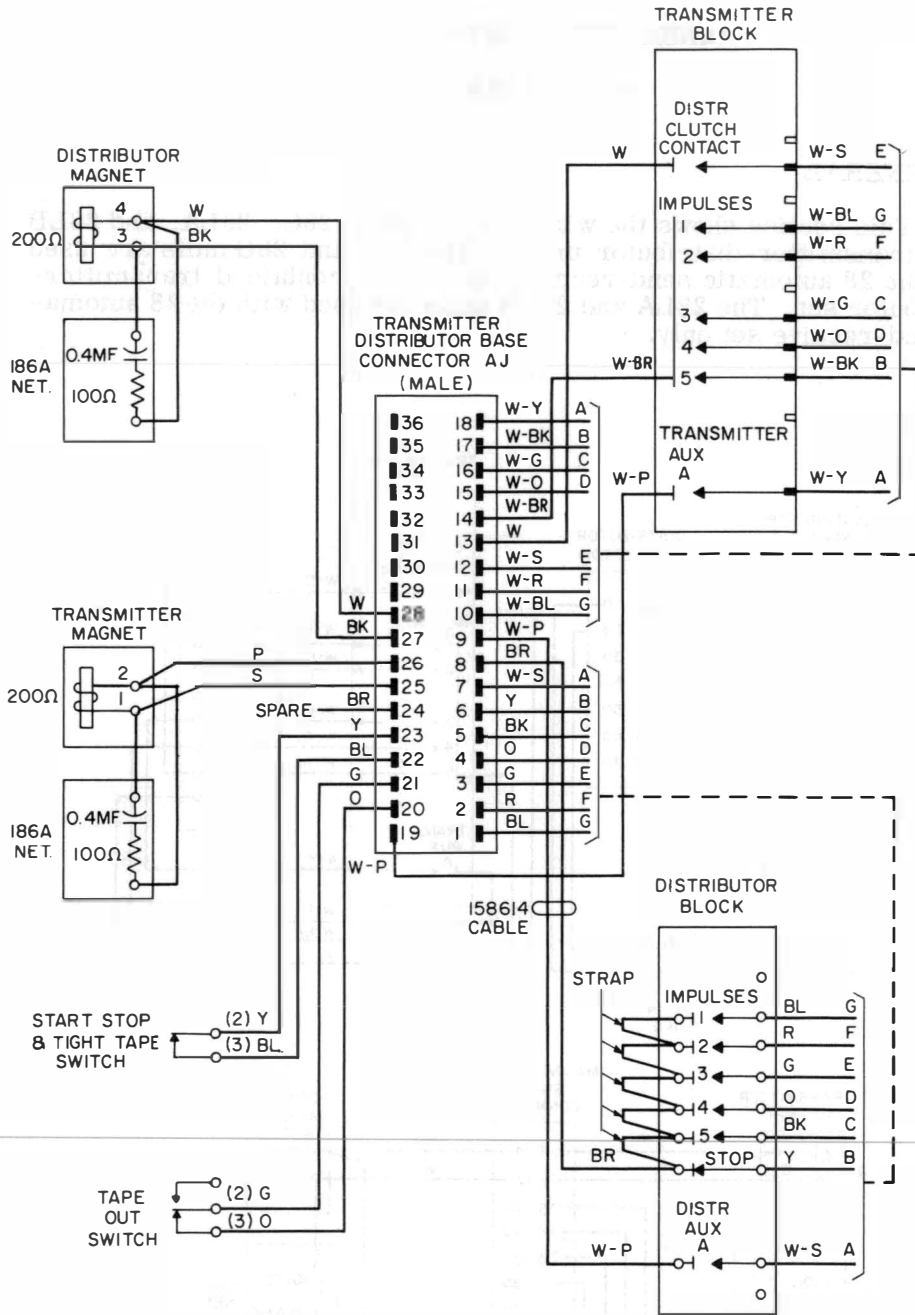 TRANSMITTER
BLOCK
DISTR
CLUTCH
CONTACT
W
W-S E
IMPULSES
W-BL G
2
W-R F
3
W-G C
4
W-O D
W-BR
5
W-BK B
TRANSMITTER
AUX
A
W-P
W-Y A
DISTRIBUTOR
MAGNET
4
3
200Ω
W
BK
0.4MF
186A
NET.
100Ω
TRANSMITTER
DISTRIBUTOR BASE
CONNECTOR AJ
(MALE)
36 18 W-Y A
35 17 W-BK B
34 16 W-G C
33 15 W-O D
32 14 W-BR
31 13 W
30 12 W-S E
29 11 W-R F
W 28 10 W-BL G
BK 27 9 W-P
P 26 8 BR
S 25 7 W-S A
SPARE BR 24 6 Y B
Y 23 5 BK C
BL 22 4 O D
G 21 3 G E
O 20 2 R F
19 1 BL G
W-P
TRANSMITTER
MAGNET
2
1
200Ω
0.4MF
186A
NET.
100Ω
158614
CABLE
START STOP
& TIGHT TAPE
SWITCH
(2) Y
(3) BL
TAPE
OUT
SWITCH
(2) G
(3) O
DISTRIBUTOR
BLOCK
STRAP
IMPULSES
1 BL G
2 R F
3 G E
4 O D
5 BK C
BR STOP Y B
DISTR
AUX
A
W-P
W-S A